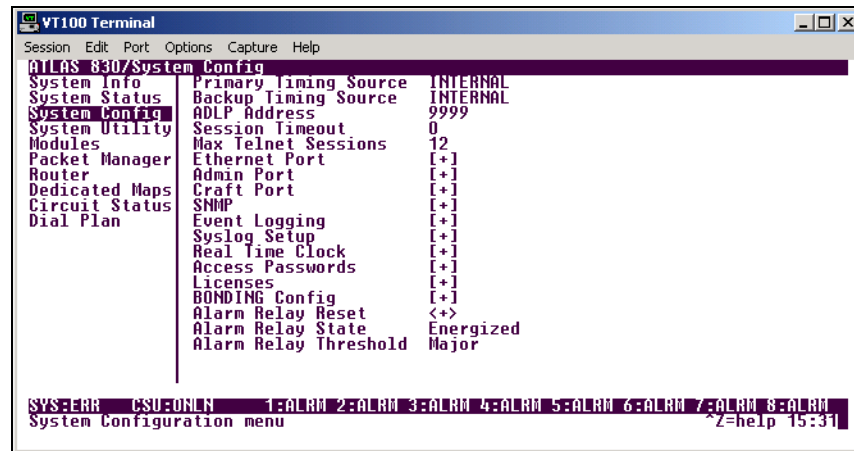 VT100 Terminal
Session Edit Port Options Capture Help
ATLAS 830/System Config
System Info Primary Timing Source INTERNAL
System Status Backup Timing Source INTERNAL
System Config ADLP Address 9999
System Utility Session Timeout 0
Modules Max Telnet Sessions 12
Packet Manager Ethernet Port [+]
Router Admin Port [+]
Dedicated Maps Craft Port [+]
Circuit Status SNMP [+]
Dial Plan Event Logging [+]
Syslog Setup [+]
Real Time Clock [+]
Access Passwords [+]
Licenses [+]
BONDING Config [+]
Alarm Relay Reset <+>
Alarm Relay State Energized
Alarm Relay Threshold Major
SYS:ERR CSU:ONLN 1:ALRM 2:ALRM 3:ALRM 4:ALRM 5:ALRM 6:ALRM 7:ALRM 8:ALRM
System Configuration menu ^Z=help 15:31